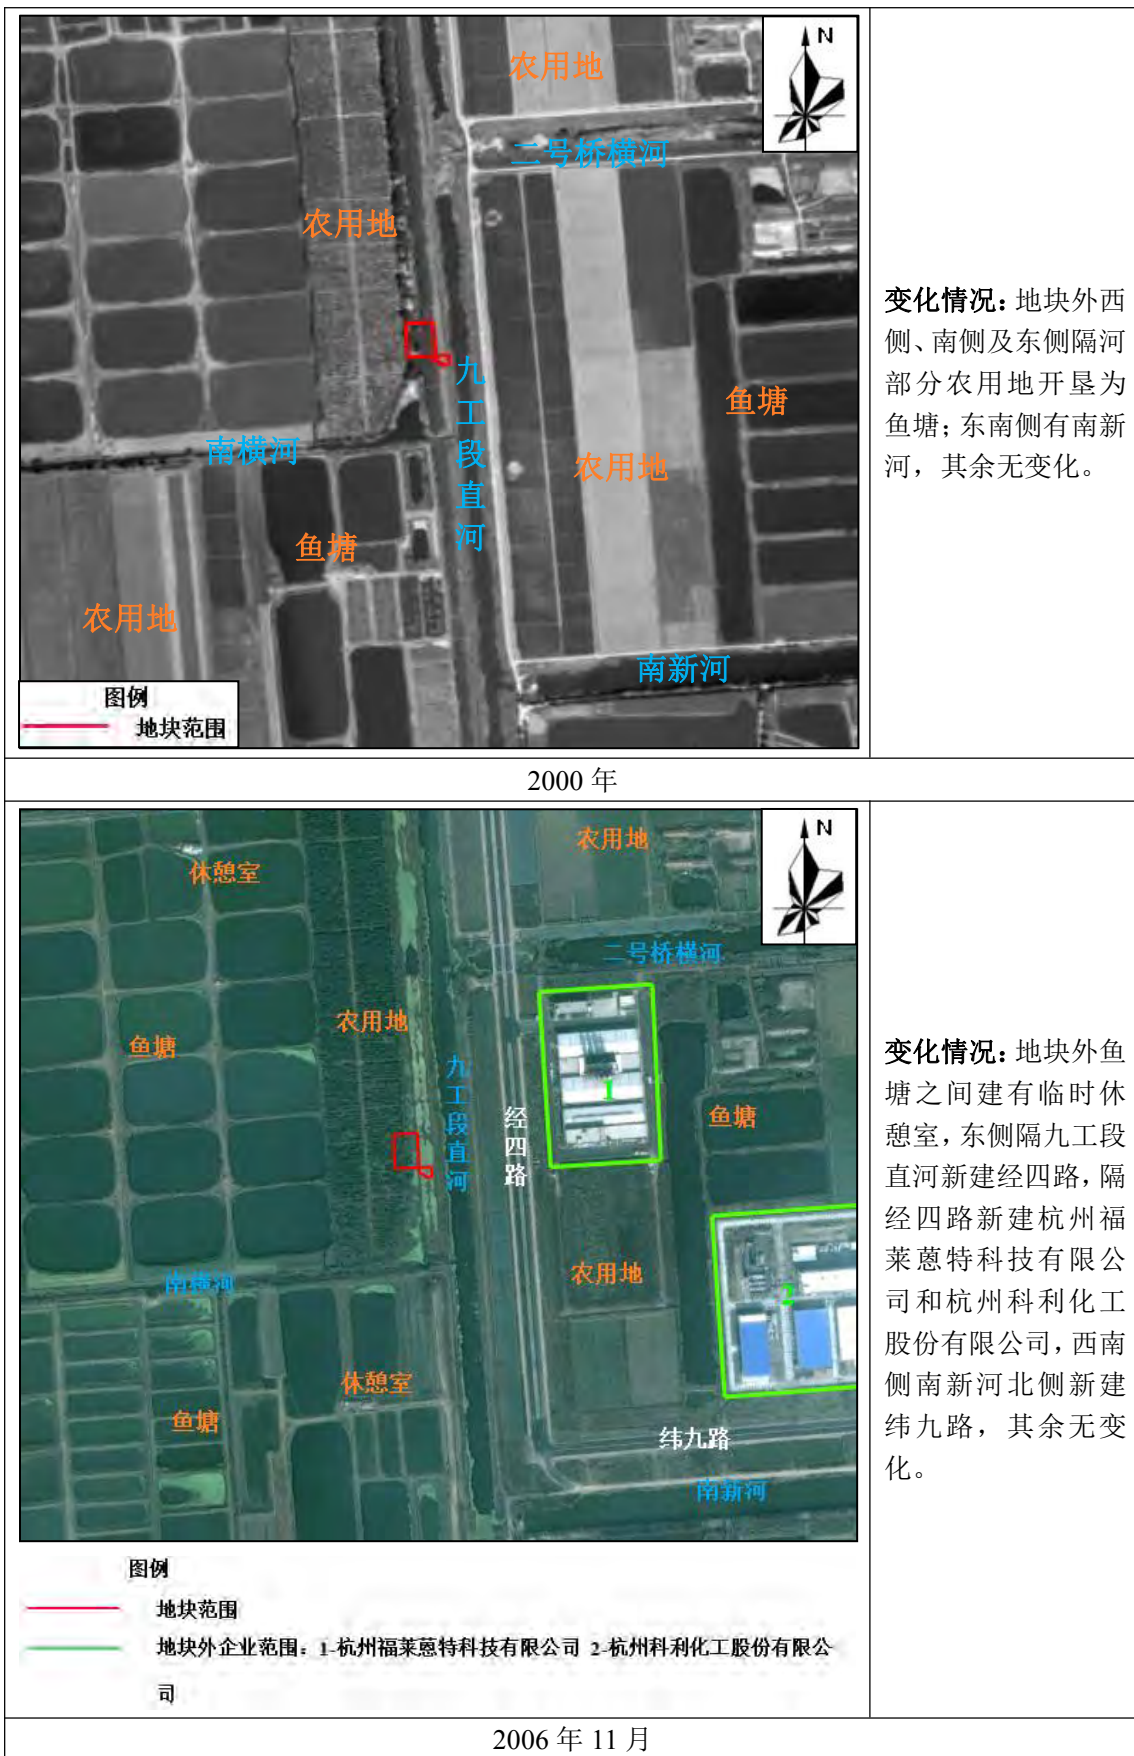 农用地
N
二号桥横河
农用地
九工段直河
鱼塘
南横河
农用地
鱼塘
农用地
南新河
图例
地块范围
变化情况：地块外西
侧、南侧及东侧隔河
部分农用地开垦为
鱼塘；东南侧有南新
河，其余无变化。
2000 年
农用地
N
休憩室
二号桥横河
农用地
鱼塘
九工段直河
1
经四路
鱼塘
南横河
农用地
2
休憩室
鱼塘
纬九路
南新河
图例
地块范围
地块外企业范围：1-杭州福莱蒽特科技有限公司 2-杭州科利化工股份有限公
司
变化情况：地块外鱼
塘之间建有临时休
憩室，东侧隔九工段
直河新建经四路，隔
经四路新建杭州福
莱蒽特科技有限公
司和杭州科利化工
股份有限公司，西南
侧南新河北侧新建
纬九路，其余无变
化。
2006 年 11 月